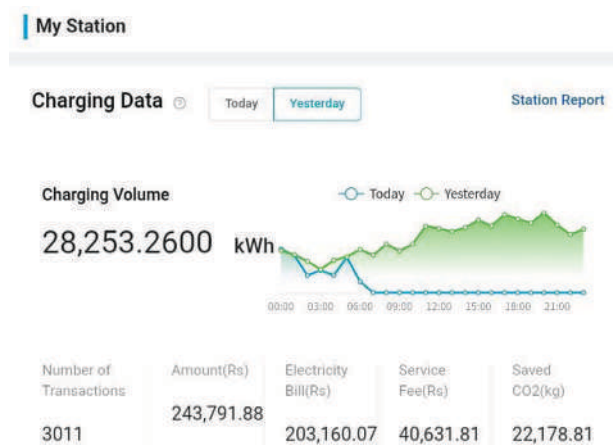 My Station
Charging Data ? Today Yesterday Station Report
Charging Volume
Today Yesterday
28,253.2600 kWh
00:00 03:00 06:00 09:00 12:00 15:00 18:00 21:00
Number of Transactions
3011
Amount(Rs)
243,791.88
Electricity Bill(Rs)
203,160.07
Service Fee(Rs)
40,631.81
Saved CO2(kg)
22,178.81